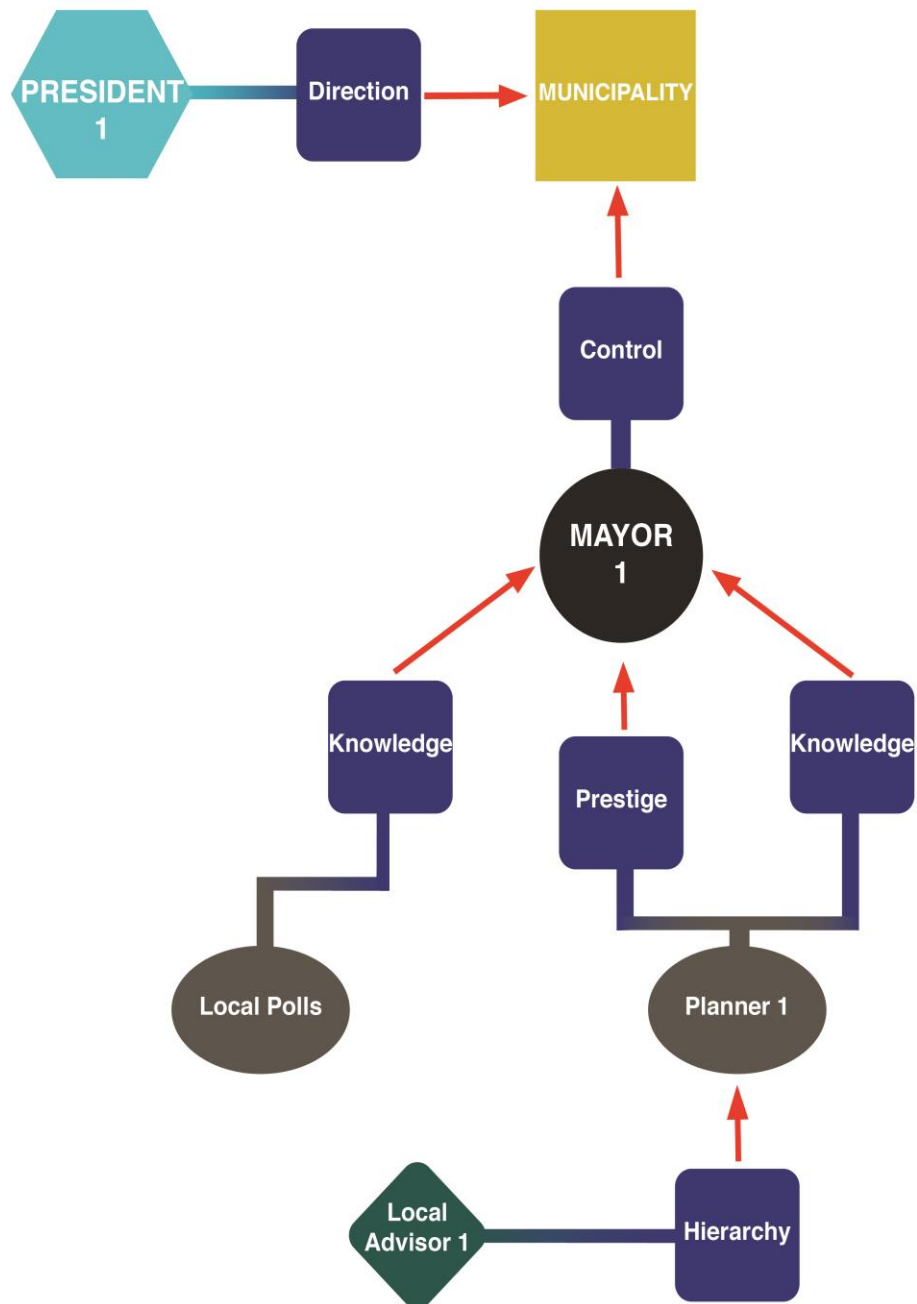 PRESIDENT
1
Direction
MUNICIPALITY
Control
MAYOR
1
Knowledge
Prestige
Knowledge
Local Polls
Planner 1
Local
Advisor 1
Hierarchy